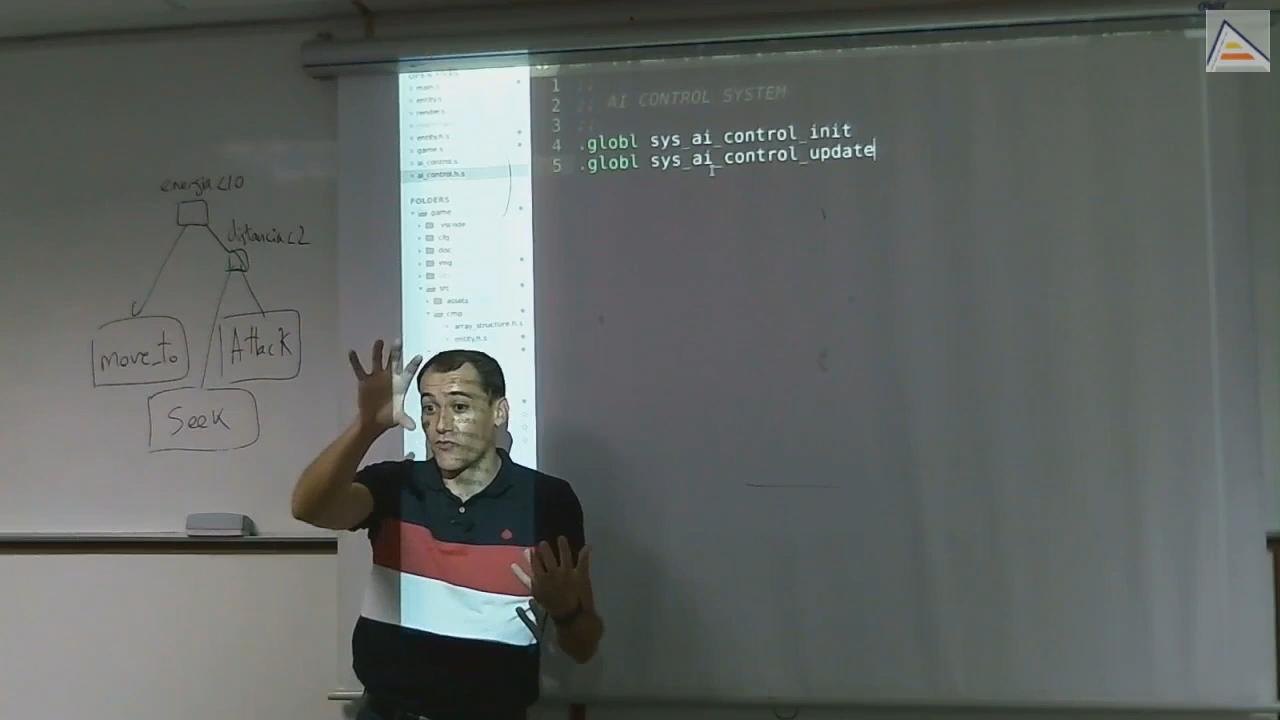 energía<10
distancia<2
move_to
Attack
Seek
OPEN FILES
main.s
entity.s
render.s
entity.h.s
game.s
ai_control.s
ai_control.h.s
FOLDERS
game
.vscode
cfg
doc
img
src
assets
cmp
array_structure.h.s
entity.h.s
1 ;;
2 ;; AI CONTROL SYSTEM
3 ;;
4 .globl sys_ai_control_init
5 .globl sys_ai_control_update